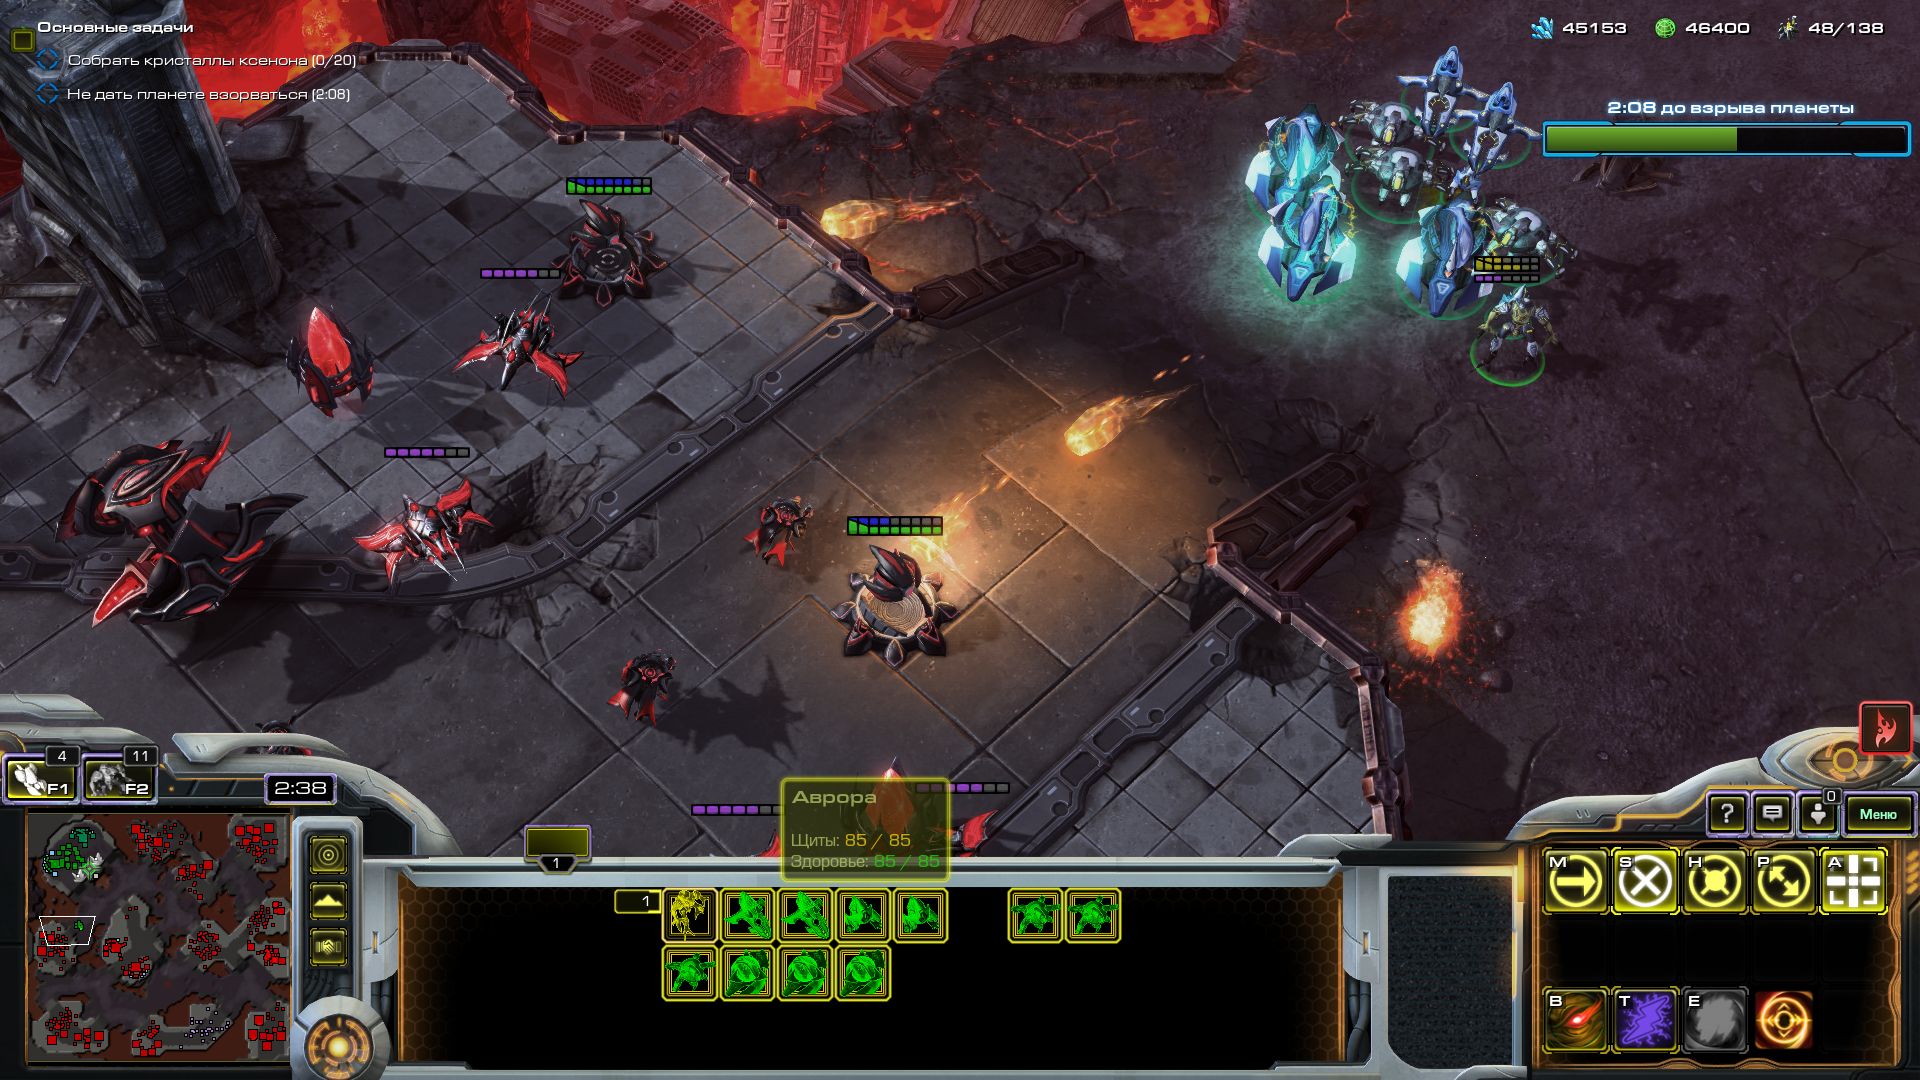 Основные задачи
Собрать кристаллы ксенона (0/20)
Не дать планете взорваться (2:08)
45153
46400
48/138
2:08 до взрыва планеты
4
11
F1
F2
2:38
Аврора
Щиты: 85 / 85
Здоровье: 85 / 85
1
1
?
0
Меню
M
S
H
P
A
B
T
E